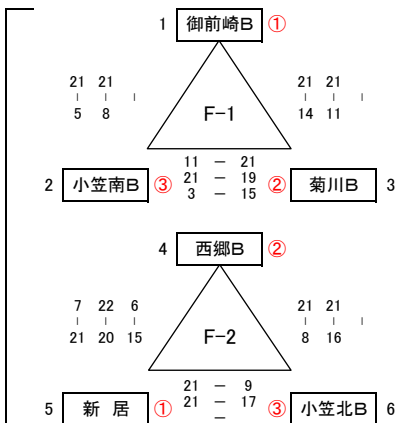 1 御前崎B ①
21 21 21 21
| | | | | |
5 8 F-1 14 11
11 － 21
2 小笠南B ③ 21 － 19 ② 菊川B 3
3 － 15
4 西郷B ②
7 22 6 21 21
| | | | | |
21 20 15 F-2 8 16
21 － 9
5 新 居 ① 21 － 17 ③ 小笠北B 6
－